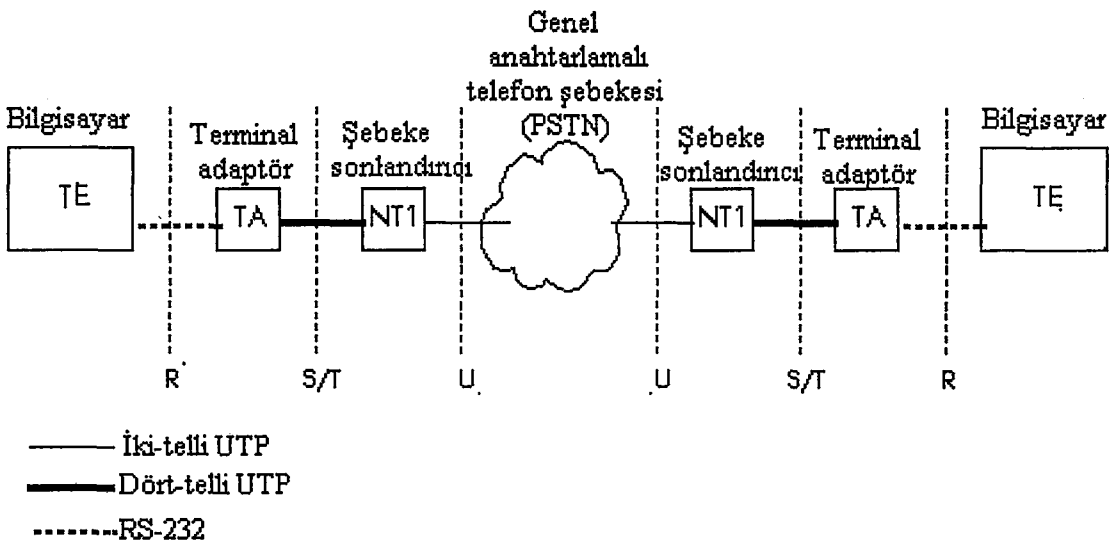 Genel
anahtarlamalı
telefon şebekesi
(PSTN)
Bilgisayar
Terminal
adaptör
Şebeke
sonlandırıcı
Şebeke
sonlandırıcı
Terminal
adaptör
Bilgisayar
TE
TA
NT1
NT1
TA
TE
R
S/T
U
U
S/T
R
İki-telli UTP
Dört-telli UTP
RS-232